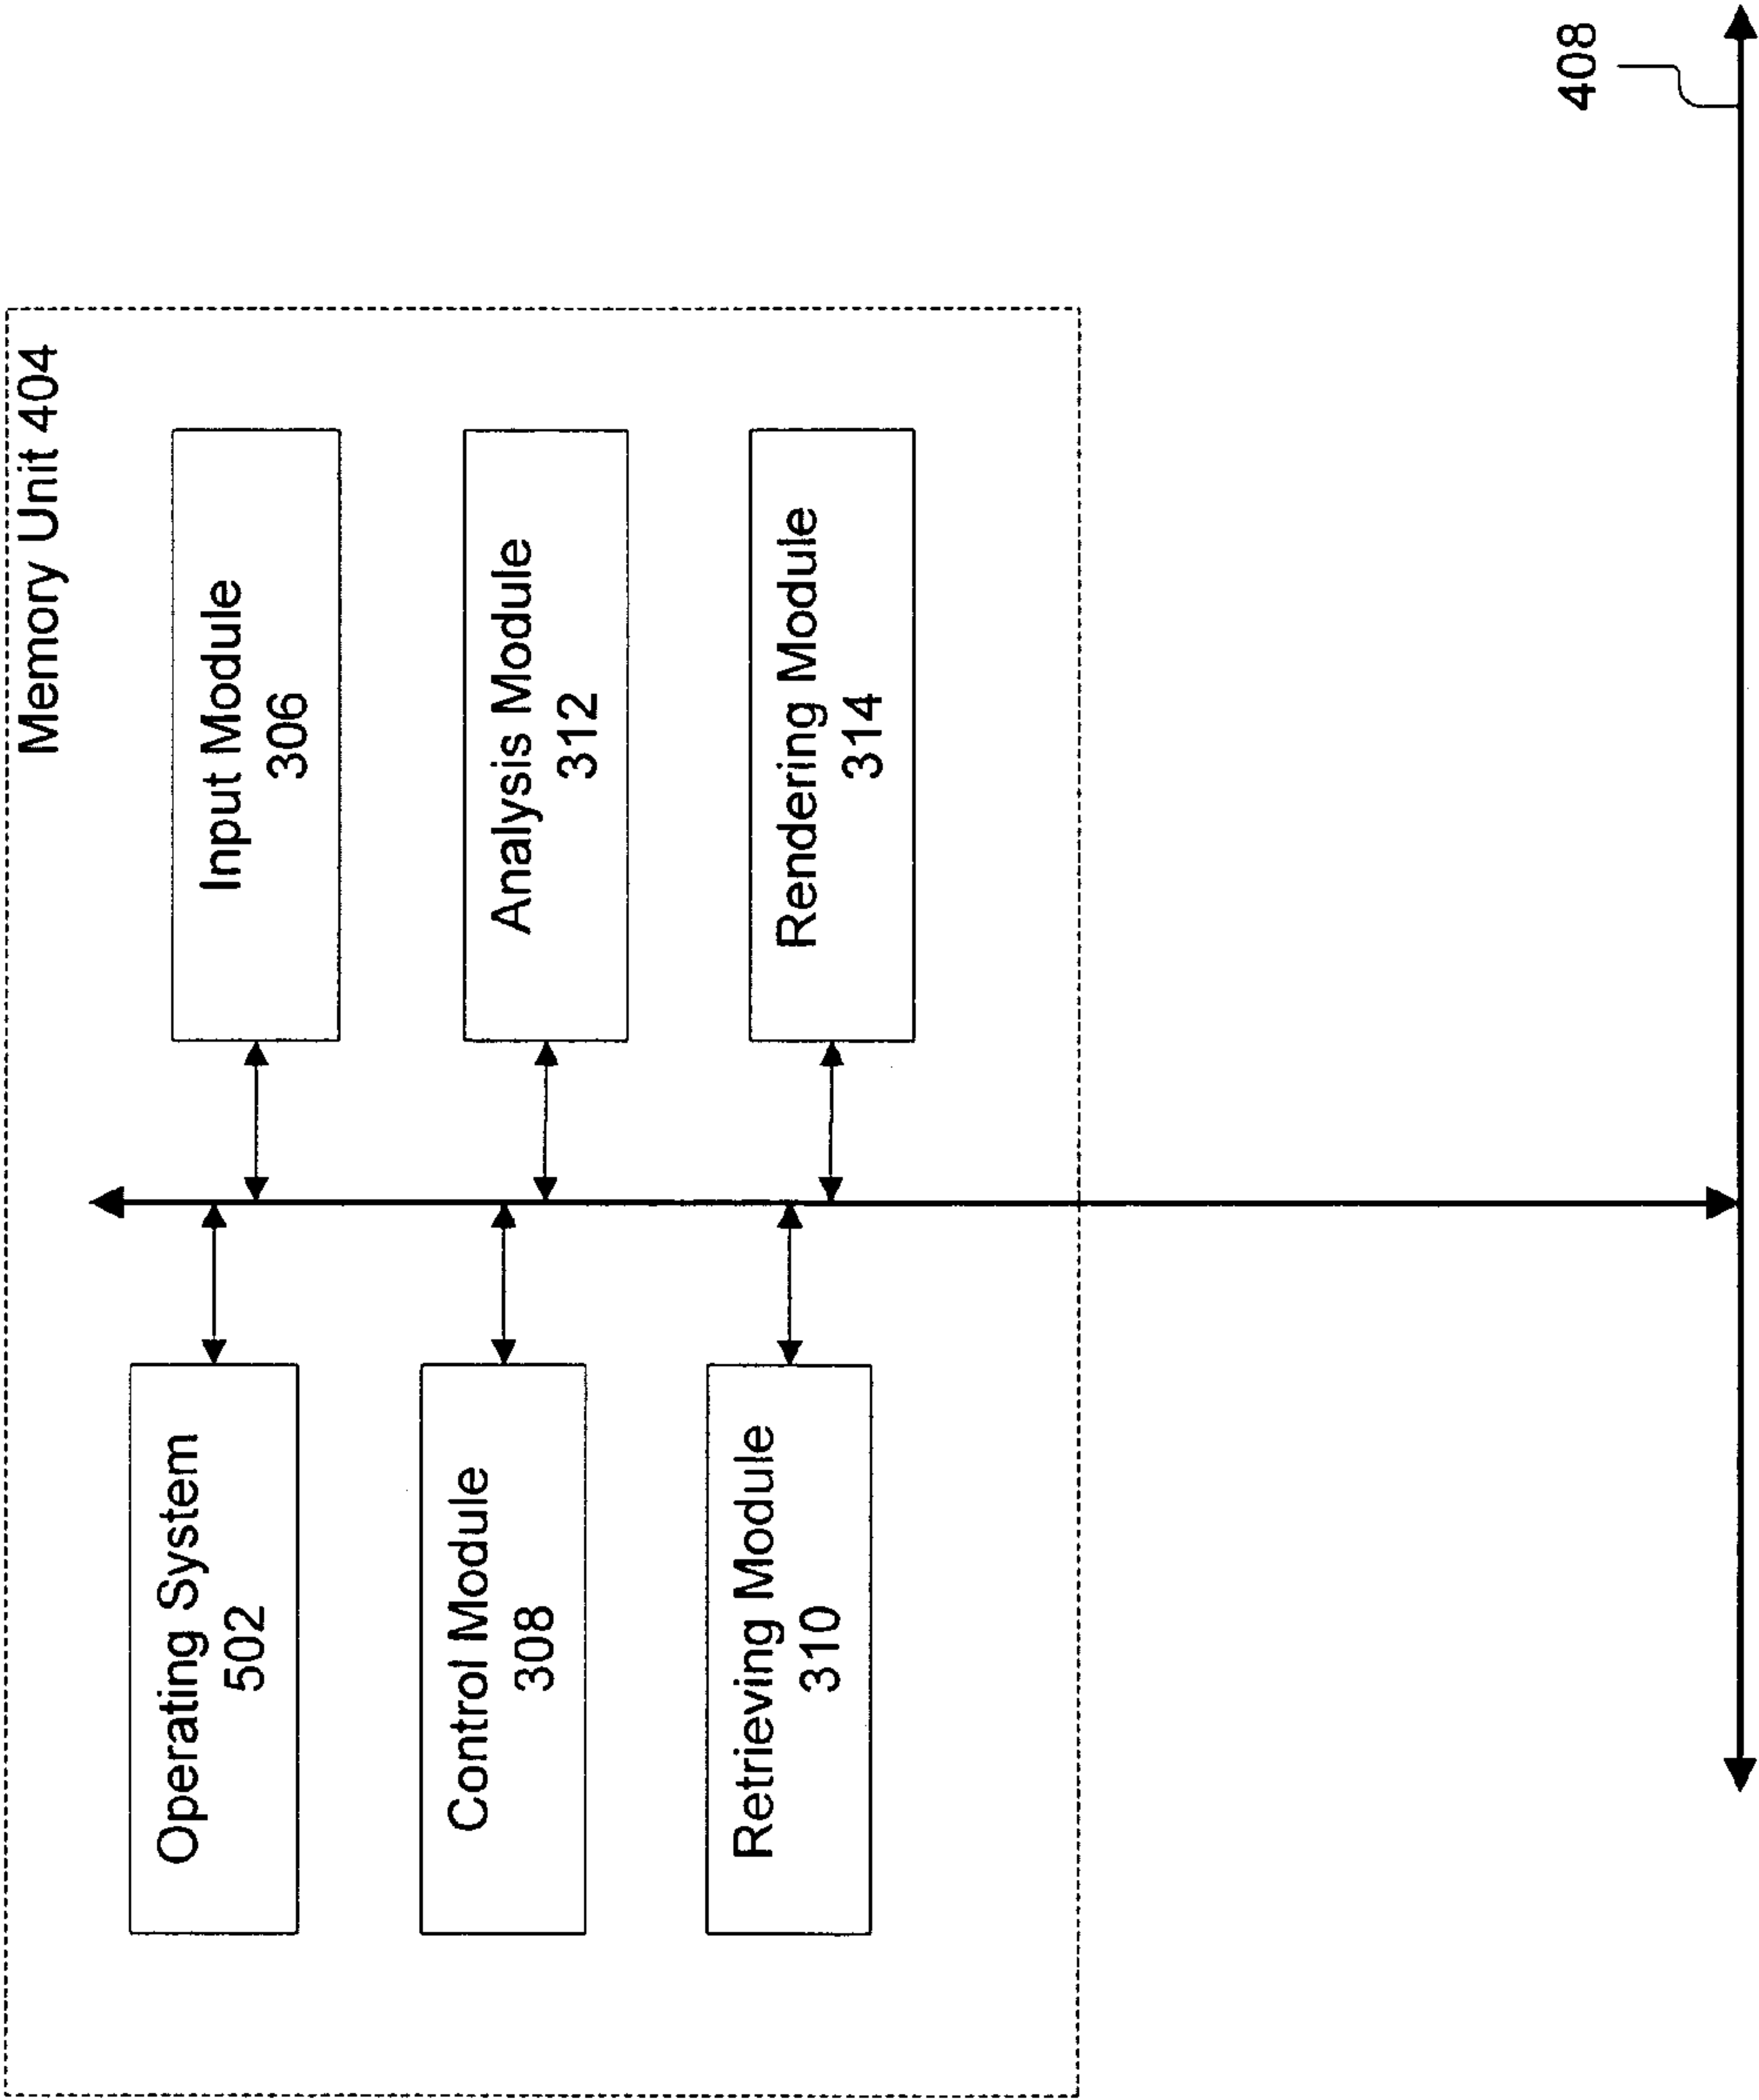 Memory Unit 404
Operating System
502
Input Module
306
Control Module
308
Analysis Module
312
Retrieving Module
310
Rendering Module
314
408